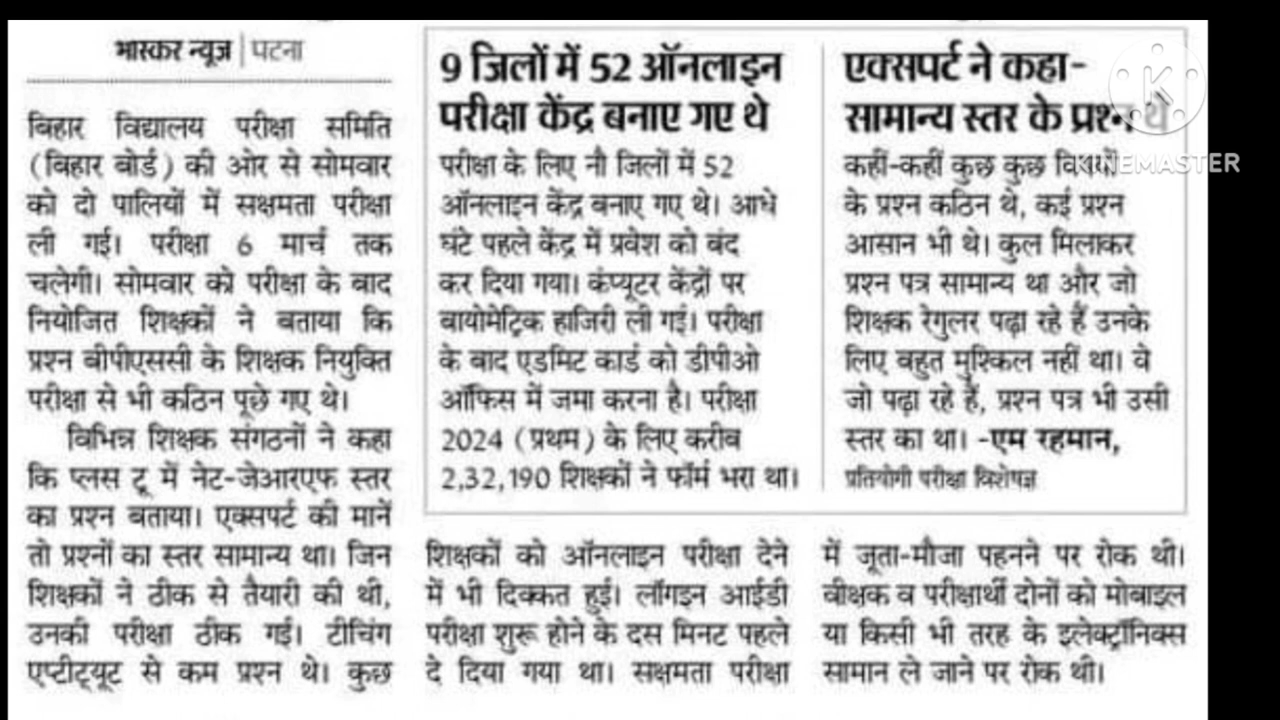 भास्कर न्यूज | पटना
बिहार विद्यालय परीक्षा समिति
(बिहार बोर्ड) की ओर से सोमवार
को दो पालियों में सक्षमता परीक्षा
ली गई। परीक्षा 6 मार्च तक
चलेगी। सोमवार को परीक्षा के बाद
नियोजित शिक्षकों ने बताया कि
प्रश्न बीपीएससी के शिक्षक नियुक्ति
परीक्षा से भी कठिन पूछे गए थे।
विभिन्न शिक्षक संगठनों ने कहा
कि प्लस टू में नेट-जेआरएफ स्तर
का प्रश्न बताया। एक्सपर्ट की मानें
तो प्रश्नों का स्तर सामान्य था। जिन
शिक्षकों ने ठीक से तैयारी की थी,
उनकी परीक्षा ठीक गई। टीचिंग
एप्टीट्यूट से कम प्रश्न थे। कुछ
9 जिलों में 52 ऑनलाइन
परीक्षा केंद्र बनाए गए थे
परीक्षा के लिए नौ जिलों में 52
ऑनलाइन केंद्र बनाए गए थे। आधे
घंटे पहले केंद्र में प्रवेश को बंद
कर दिया गया। कंप्यूटर केंद्रों पर
बायोमेट्रिक हाजिरी ली गई। परीक्षा
के बाद एडमिट कार्ड को डीपीओ
ऑफिस में जमा करना है। परीक्षा
2024 (प्रथम) के लिए करीब
2,32,190 शिक्षकों ने फॉर्म भरा था।
एक्सपर्ट ने कहा-
सामान्य स्तर के प्रश्न थे
कहीं-कहीं कुछ कुछ विषयों
के प्रश्न कठिन थे, कई प्रश्न
आसान भी थे। कुल मिलाकर
प्रश्न पत्र सामान्य था और जो
शिक्षक रेगुलर पढ़ा रहे हैं उनके
लिए बहुत मुश्किल नहीं था। वे
जो पढ़ा रहे हैं, प्रश्न पत्र भी उसी
स्तर का था। -एम रहमान,
प्रतियोगी परीक्षा विशेषज्ञ
शिक्षकों को ऑनलाइन परीक्षा देने
में भी दिक्कत हुई। लॉगइन आईडी
परीक्षा शुरू होने के दस मिनट पहले
दे दिया गया था। सक्षमता परीक्षा
में जूता-मौजा पहनने पर रोक थी।
वीक्षक व परीक्षार्थी दोनों को मोबाइल
या किसी भी तरह के इलेक्ट्रॉनिक्स
सामान ले जाने पर रोक थी।
K
KINEMASTER